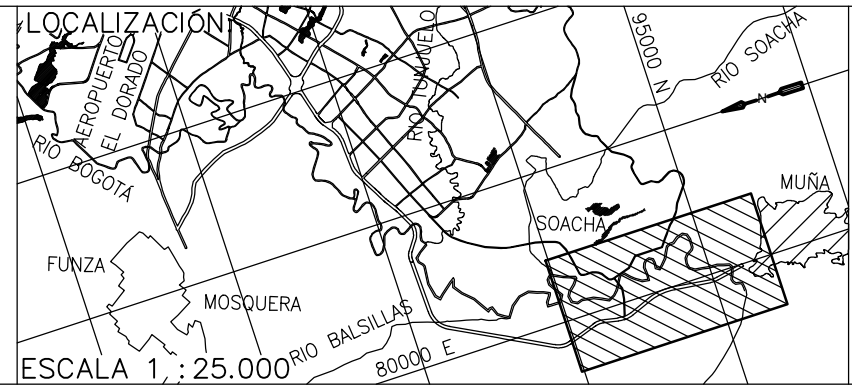 LOCALIZACIÓN:
AEROPUERTO
EL DORADO
RIO BOGOTÁ
RIO TUNJUELO
95000 N
RIO SOACHA
N
MUÑA
SOACHA
FUNZA
MOSQUERA
RIO BALSILLAS
80000 E
ESCALA 1 : 25.000